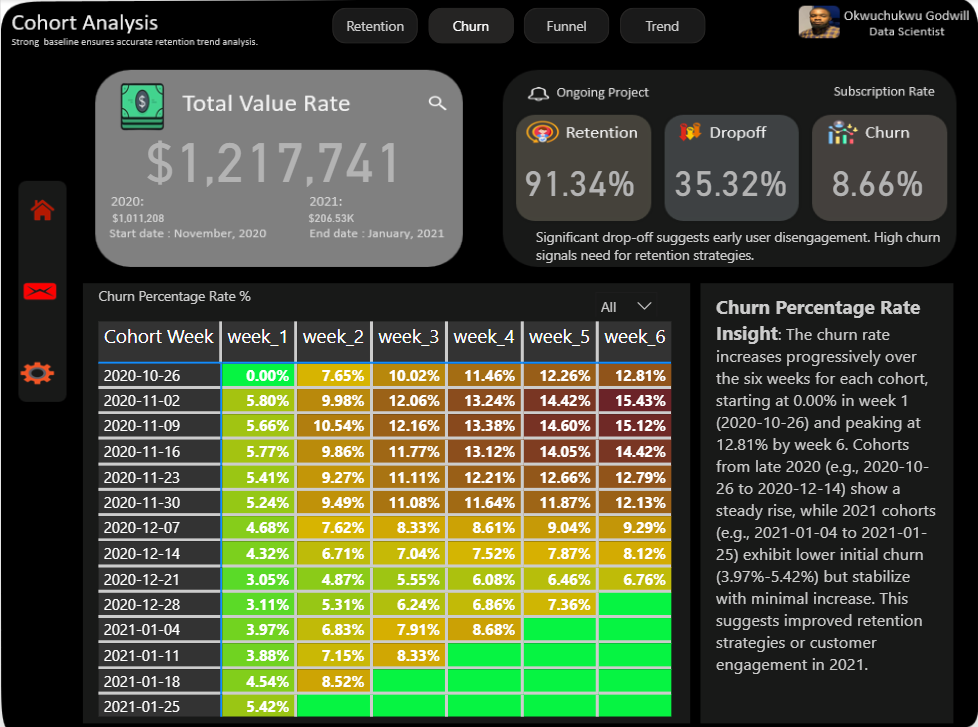 Cohort Analysis
Strong baseline ensures accurate retention trend analysis.
Retention
Churn
Funnel
Trend
Okwuchukwu Godwill
Data Scientist
Total Value Rate
$1,217,741
2020:
2021:
$1,011,208
$206.53K
Start date : November, 2020
End date : January, 2021
Ongoing Project
Subscription Rate
Retention
Dropoff
Churn
91.34%
35.32%
8.66%
Significant drop-off suggests early user disengagement. High churn
signals need for retention strategies.
Churn Percentage Rate %
All
Cohort Week week_1 week_2 week_3 week_4 week_5 week_6
2020-10-26 0.00% 7.65% 10.02% 11.46% 12.26% 12.81%
2020-11-02 5.80% 9.98% 12.06% 13.24% 14.42% 15.43%
2020-11-09 5.66% 10.54% 12.16% 13.38% 14.60% 15.12%
2020-11-16 5.77% 9.86% 11.77% 13.12% 14.05% 14.42%
2020-11-23 5.41% 9.27% 11.11% 12.21% 12.66% 12.79%
2020-11-30 5.24% 9.49% 11.08% 11.64% 11.87% 12.13%
2020-12-07 4.68% 7.62% 8.33% 8.61% 9.04% 9.29%
2020-12-14 4.32% 6.71% 7.04% 7.52% 7.87% 8.12%
2020-12-21 3.05% 4.87% 5.55% 6.08% 6.46% 6.76%
2020-12-28 3.11% 5.31% 6.24% 6.86% 7.36%
2021-01-04 3.97% 6.83% 7.91% 8.68%
2021-01-11 3.88% 7.15% 8.33%
2021-01-18 4.54% 8.52%
2021-01-25 5.42%
Churn Percentage Rate
Insight: The churn rate
increases progressively over
the six weeks for each cohort,
starting at 0.00% in week 1
(2020-10-26) and peaking at
12.81% by week 6. Cohorts
from late 2020 (e.g., 2020-10-
26 to 2020-12-14) show a
steady rise, while 2021 cohorts
(e.g., 2021-01-04 to 2021-01-
25) exhibit lower initial churn
(3.97%-5.42%) but stabilize
with minimal increase. This
suggests improved retention
strategies or customer
engagement in 2021.